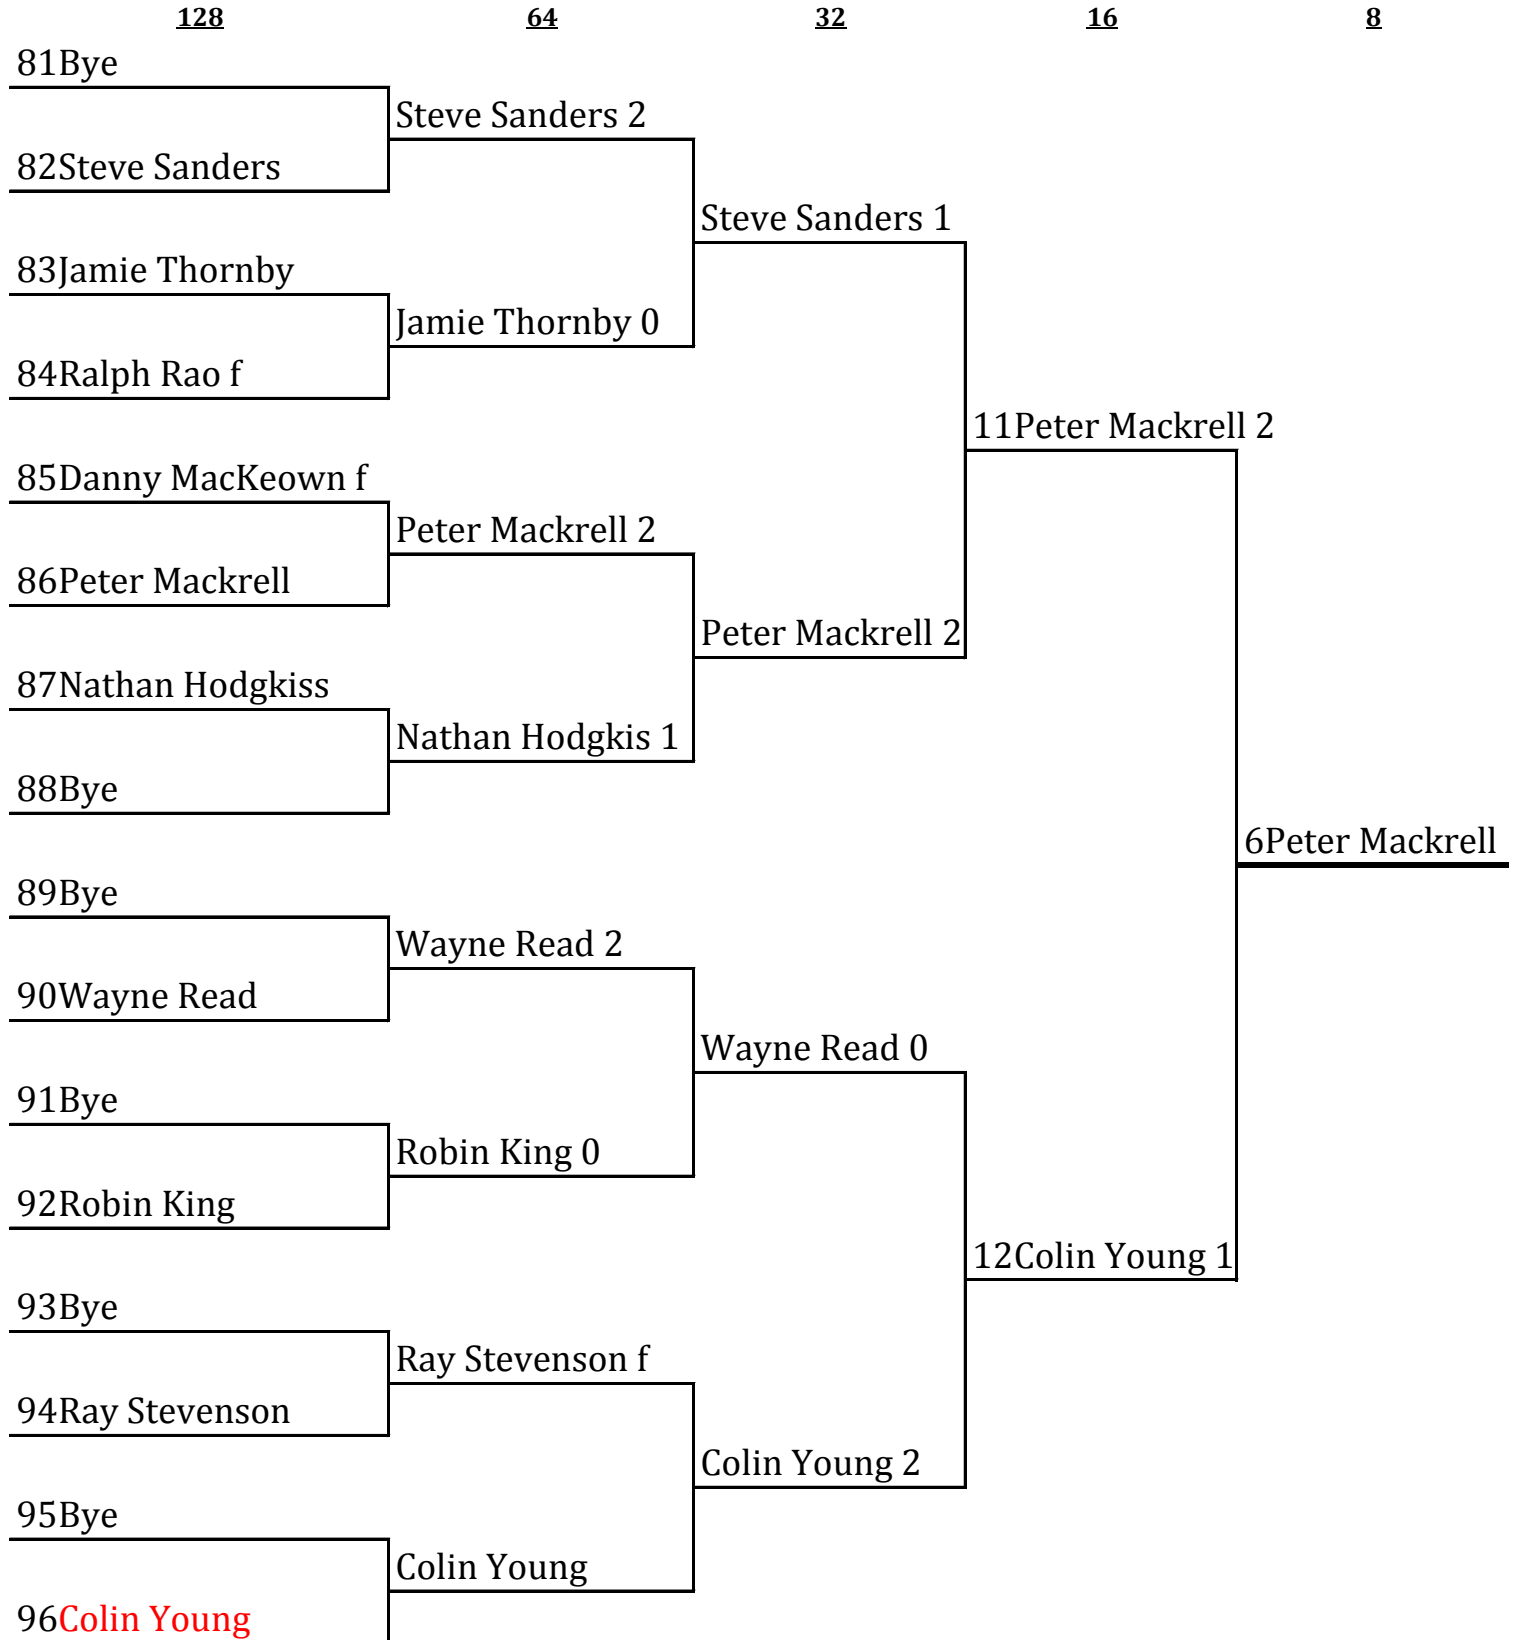 128 64 32 16 8
81Bye
Steve Sanders 2
82Steve Sanders
Steve Sanders 1
83Jamie Thornby
Jamie Thornby 0
84Ralph Rao f
11Peter Mackrell 2
85Danny MacKeown f
Peter Mackrell 2
86Peter Mackrell
Peter Mackrell 2
87Nathan Hodgkiss
Nathan Hodgkis 1
88Bye
6Peter Mackrell
89Bye
Wayne Read 2
90Wayne Read
Wayne Read 0
91Bye
Robin King 0
92Robin King
12Colin Young 1
93Bye
Ray Stevenson f
94Ray Stevenson
Colin Young 2
95Bye
Colin Young
96Colin Young